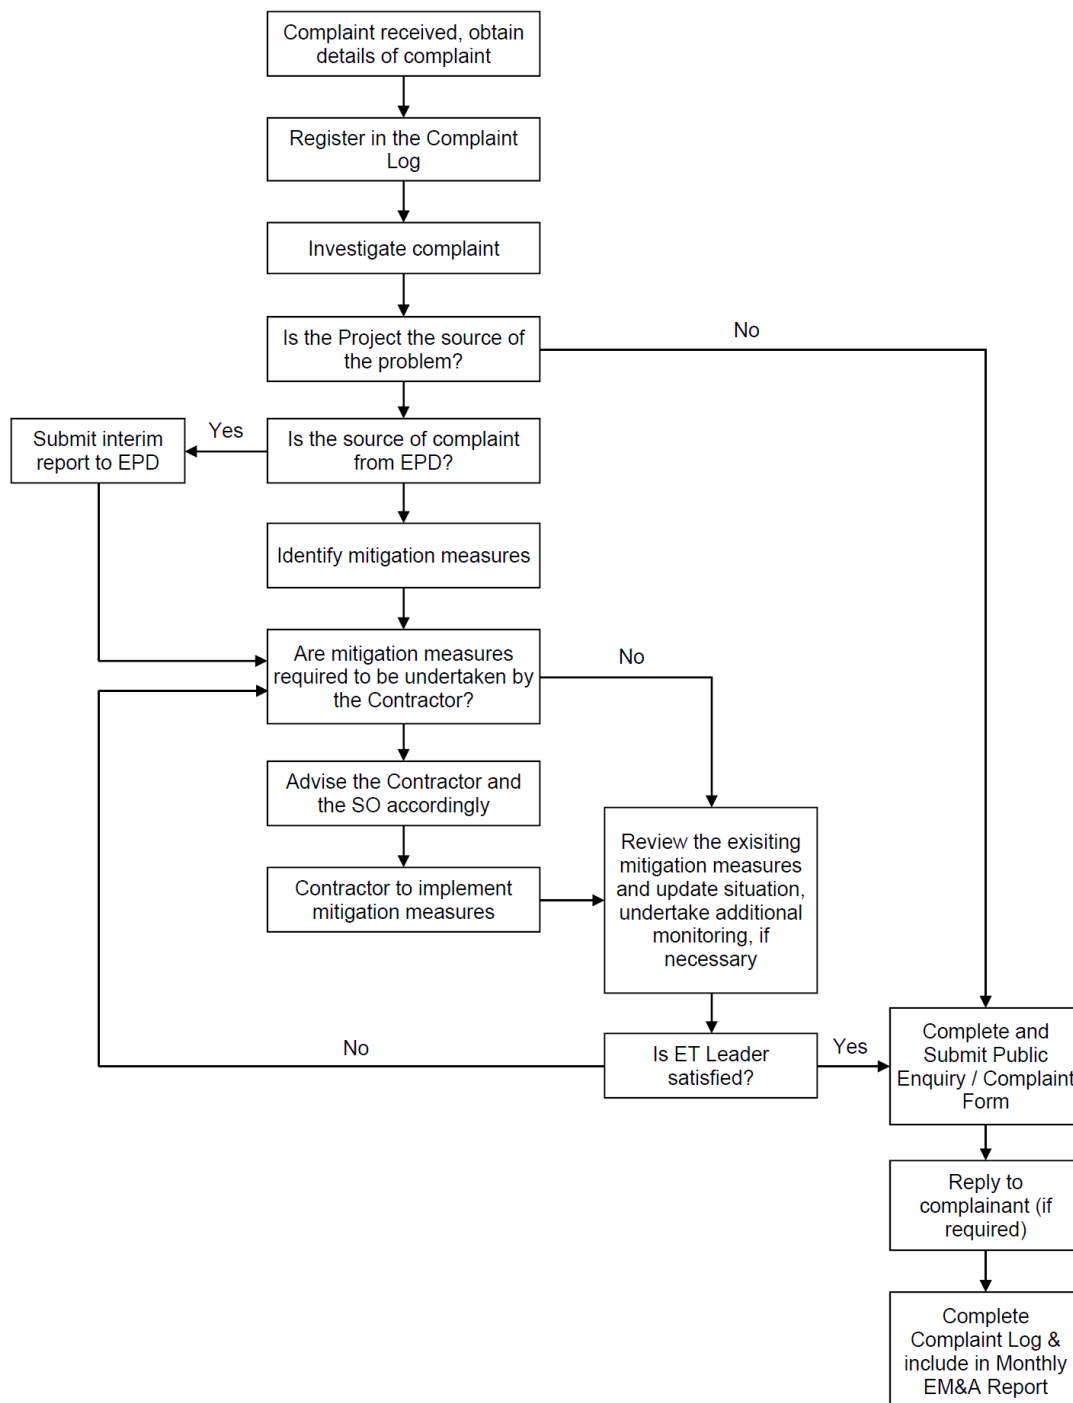 Complaint received, obtain
details of complaint
Register in the Complaint
Log
Investigate complaint
Is the Project the source of
the problem?
No
Submit interim
report to EPD
Yes
Is the source of complaint
from EPD?
Identify mitigation measures
Are mitigation measures
required to be undertaken by
the Contractor?
No
Advise the Contractor and
the SO accordingly
Contractor to implement
mitigation measures
Review the exisiting
mitigation measures
and update situation,
undertake additional
monitoring, if
necessary
No
Is ET Leader
satisfied?
Yes
Complete and
Submit Public
Enquiry / Complaint
Form
Reply to
complainant (if
required)
Complete
Complaint Log &
include in Monthly
EM&A Report